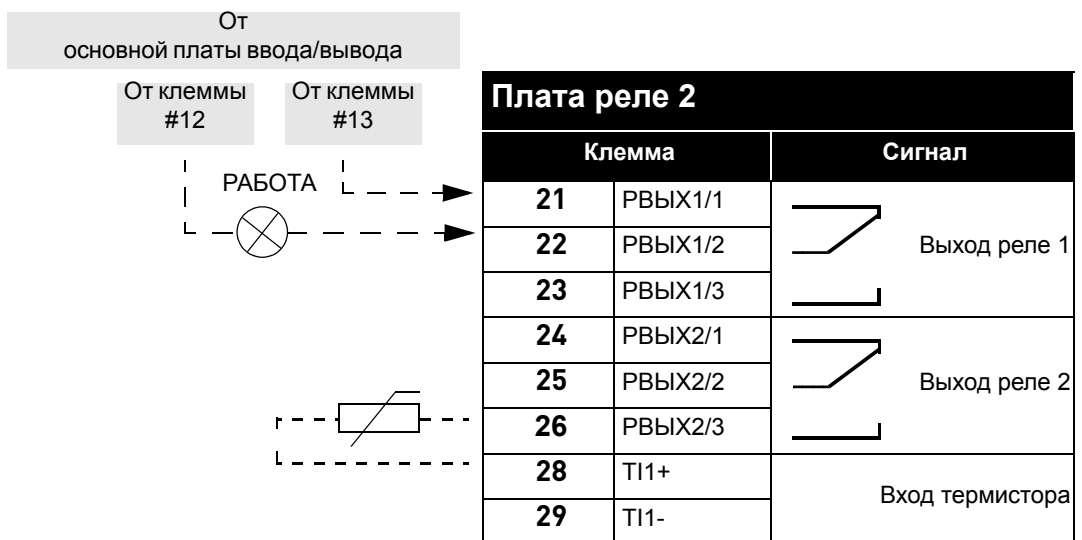 От
основной платы ввода/вывода
От клеммы
#12
От клеммы
#13
РАБОТА
Плата реле 2
Клемма Сигнал
21 РВЫХ1/1
22 РВЫХ1/2 Выход реле 1
23 РВЫХ1/3
24 РВЫХ2/1
25 РВЫХ2/2 Выход реле 2
26 РВЫХ2/3
28 TI1+
Вход термистора
29 TI1-